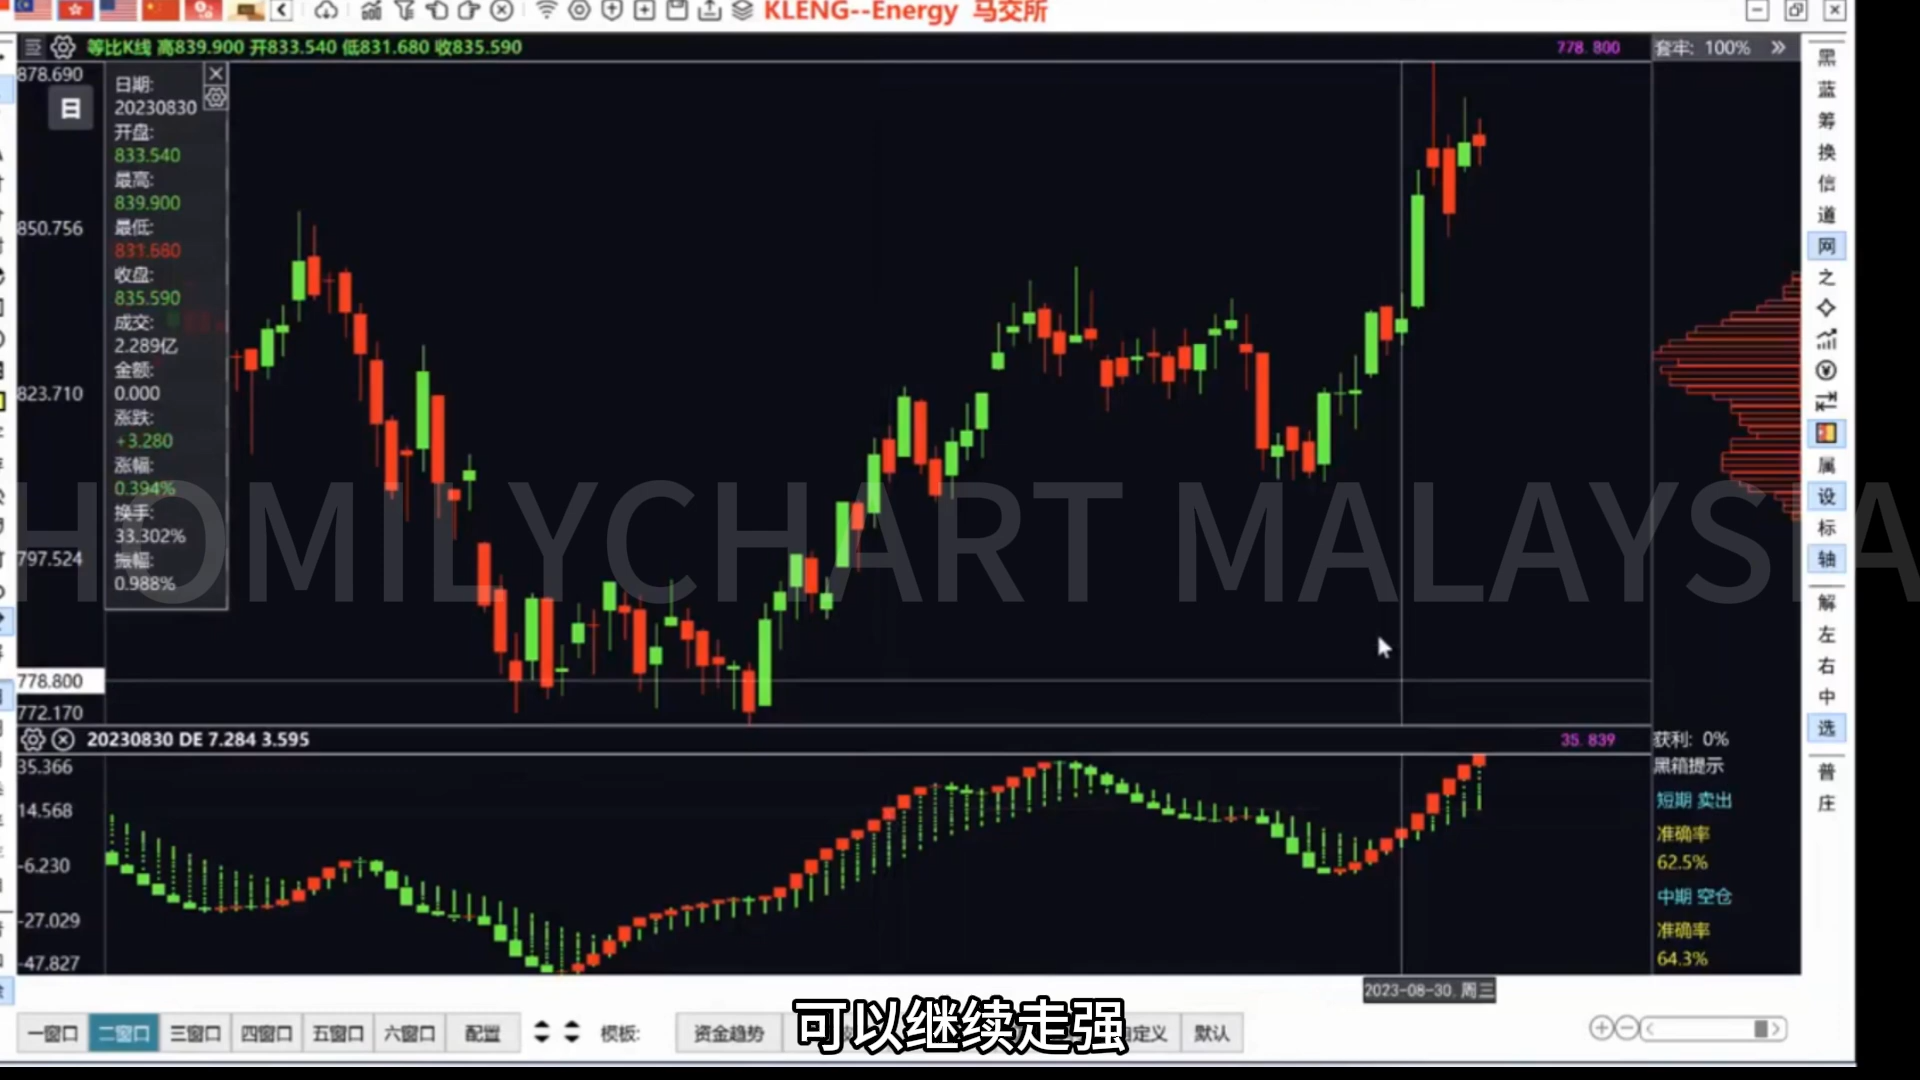 KLENG--Energy 马交所
等比K线 高839.900 开833.540 低831.680 收835.590
778.800
套牢: 100%
878.690
850.756
823.710
797.524
778.800
772.170
日
日期:
20230830
开盘:
833.540
最高:
839.900
最低:
831.680
收盘:
835.590
成交:
2.289亿
金额:
0.000
涨跌:
+3.280
涨幅:
0.394%
换手:
33.302%
振幅:
0.988%
HOMILYCHART MALAYSIA
20230830 DE 7.284 3.595
35.839
35.366
14.568
-6.230
-27.029
-47.827
获利: 0%
黑箱提示
短期 卖出
准确率
62.5%
中期 空仓
准确率
64.3%
黑
蓝
筹
换
信
道
网
之
属
设
标
轴
解
左
右
中
选
普
庄
2023-08-30, 周三
一窗口 二窗口 三窗口 四窗口 五窗口 六窗口 配置 模板: 资金趋势 定义 默认
可以继续走强